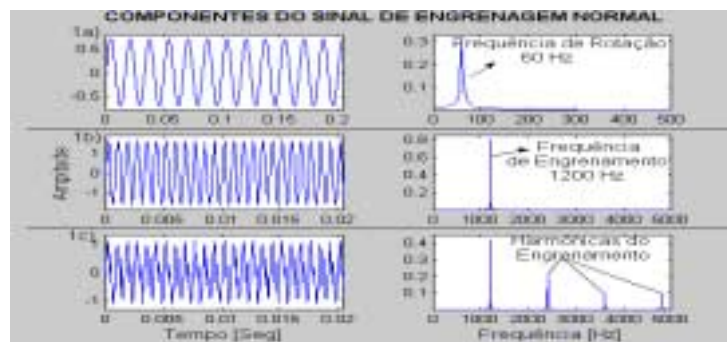 COMPONENTES DO SINAL DE ENGRENAGEM NORMAL
1a)
0.5
0
-0.5
0 0.05 0.1 0.15 0.2
0.3
0.2
0.1
Frequência de Rotação
60 Hz
0 100 200 300 400 500
Amplitude
1b)
1
0
-1
0 0.005 0.01 0.015 0.02
0.8
0.6
0.4
0.2
Frequência
de Engrenamento
1200 Hz
0 1000 2000 3000 4000 5000
1c)
1
0
-1
0 0.005 0.01 0.015 0.02
Tempo [Seg]
0.4
0.3
0.2
0.1
Harmônicas do
Engrenamento
0 1000 2000 3000 4000 5000
Frequência [Hz]